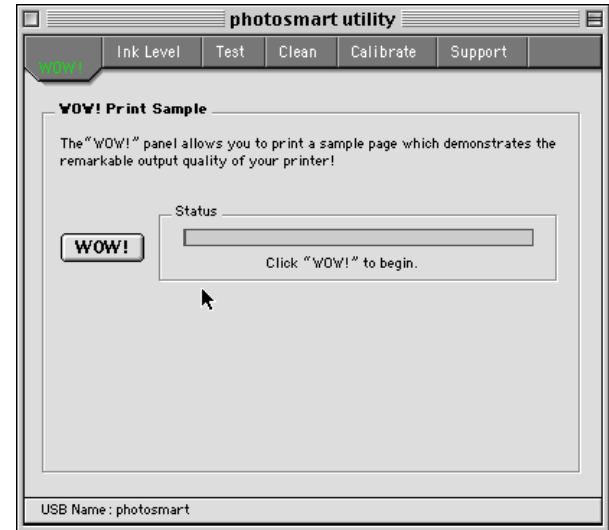 photosmart utility
WOW! Ink Level Test Clean Calibrate Support
WOW! Print Sample
The "WOW!" panel allows you to print a sample page which demonstrates the
remarkable output quality of your printer!
Status
WOW!
Click "WOW!" to begin.
USB Name: photosmart